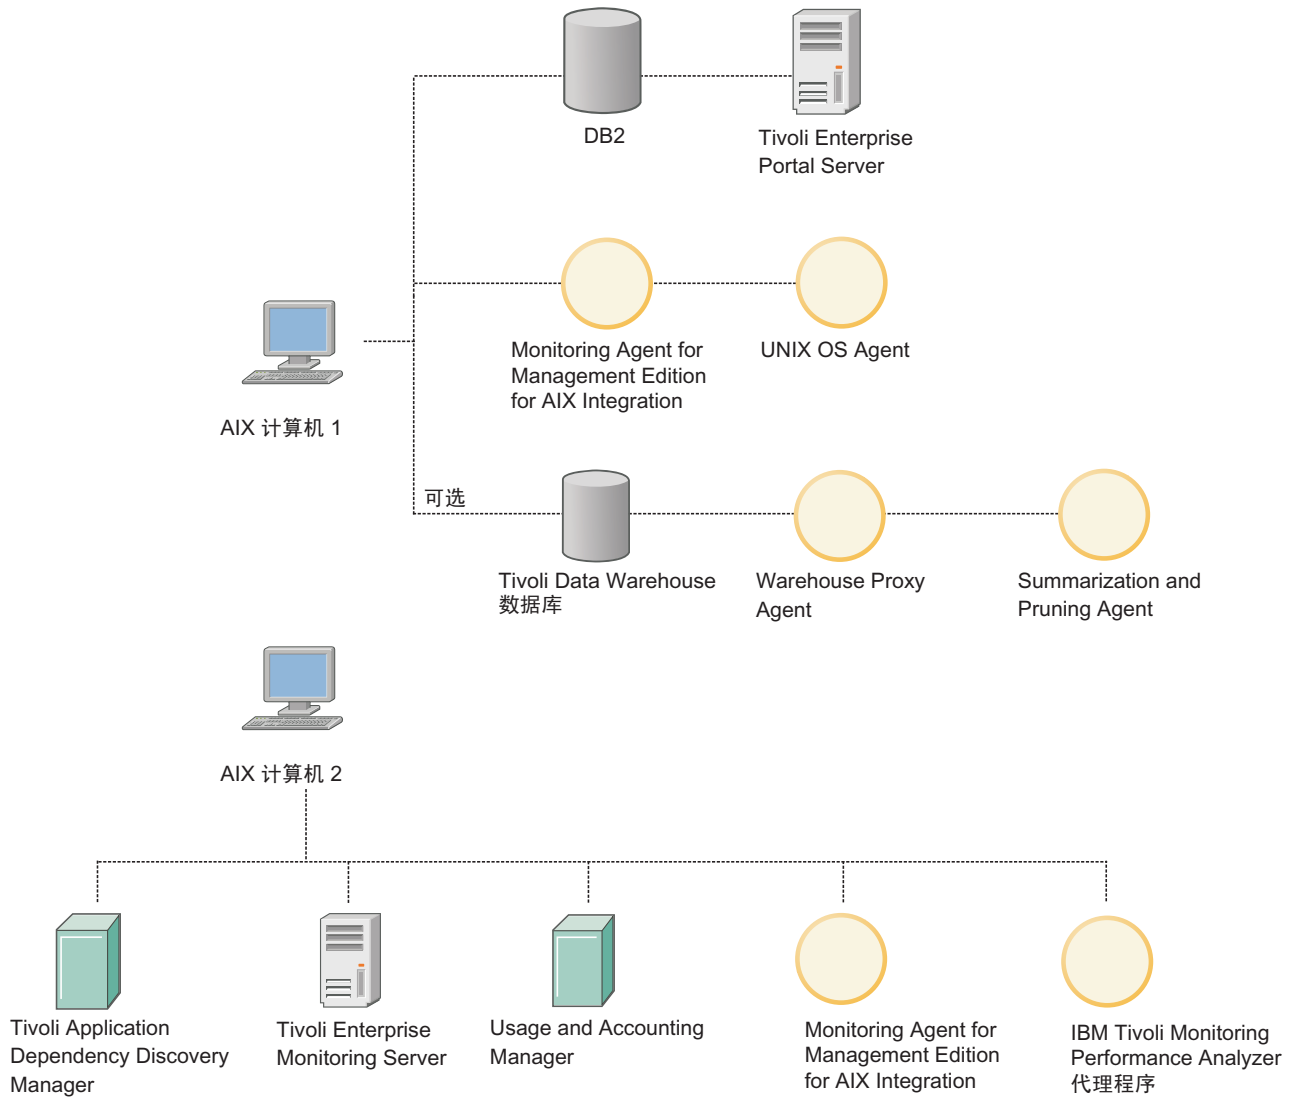 DB2
Tivoli Enterprise
Portal Server
Monitoring Agent for
Management Edition
for AIX Integration
UNIX OS Agent
AIX 计算机 1
可选
Tivoli Data Warehouse
数据库
Warehouse Proxy
Agent
Summarization and
Pruning Agent
AIX 计算机 2
Tivoli Application
Dependency Discovery
Manager
Tivoli Enterprise
Monitoring Server
Usage and Accounting
Manager
Monitoring Agent for
Management Edition
for AIX Integration
IBM Tivoli Monitoring
Performance Analyzer
代理程序